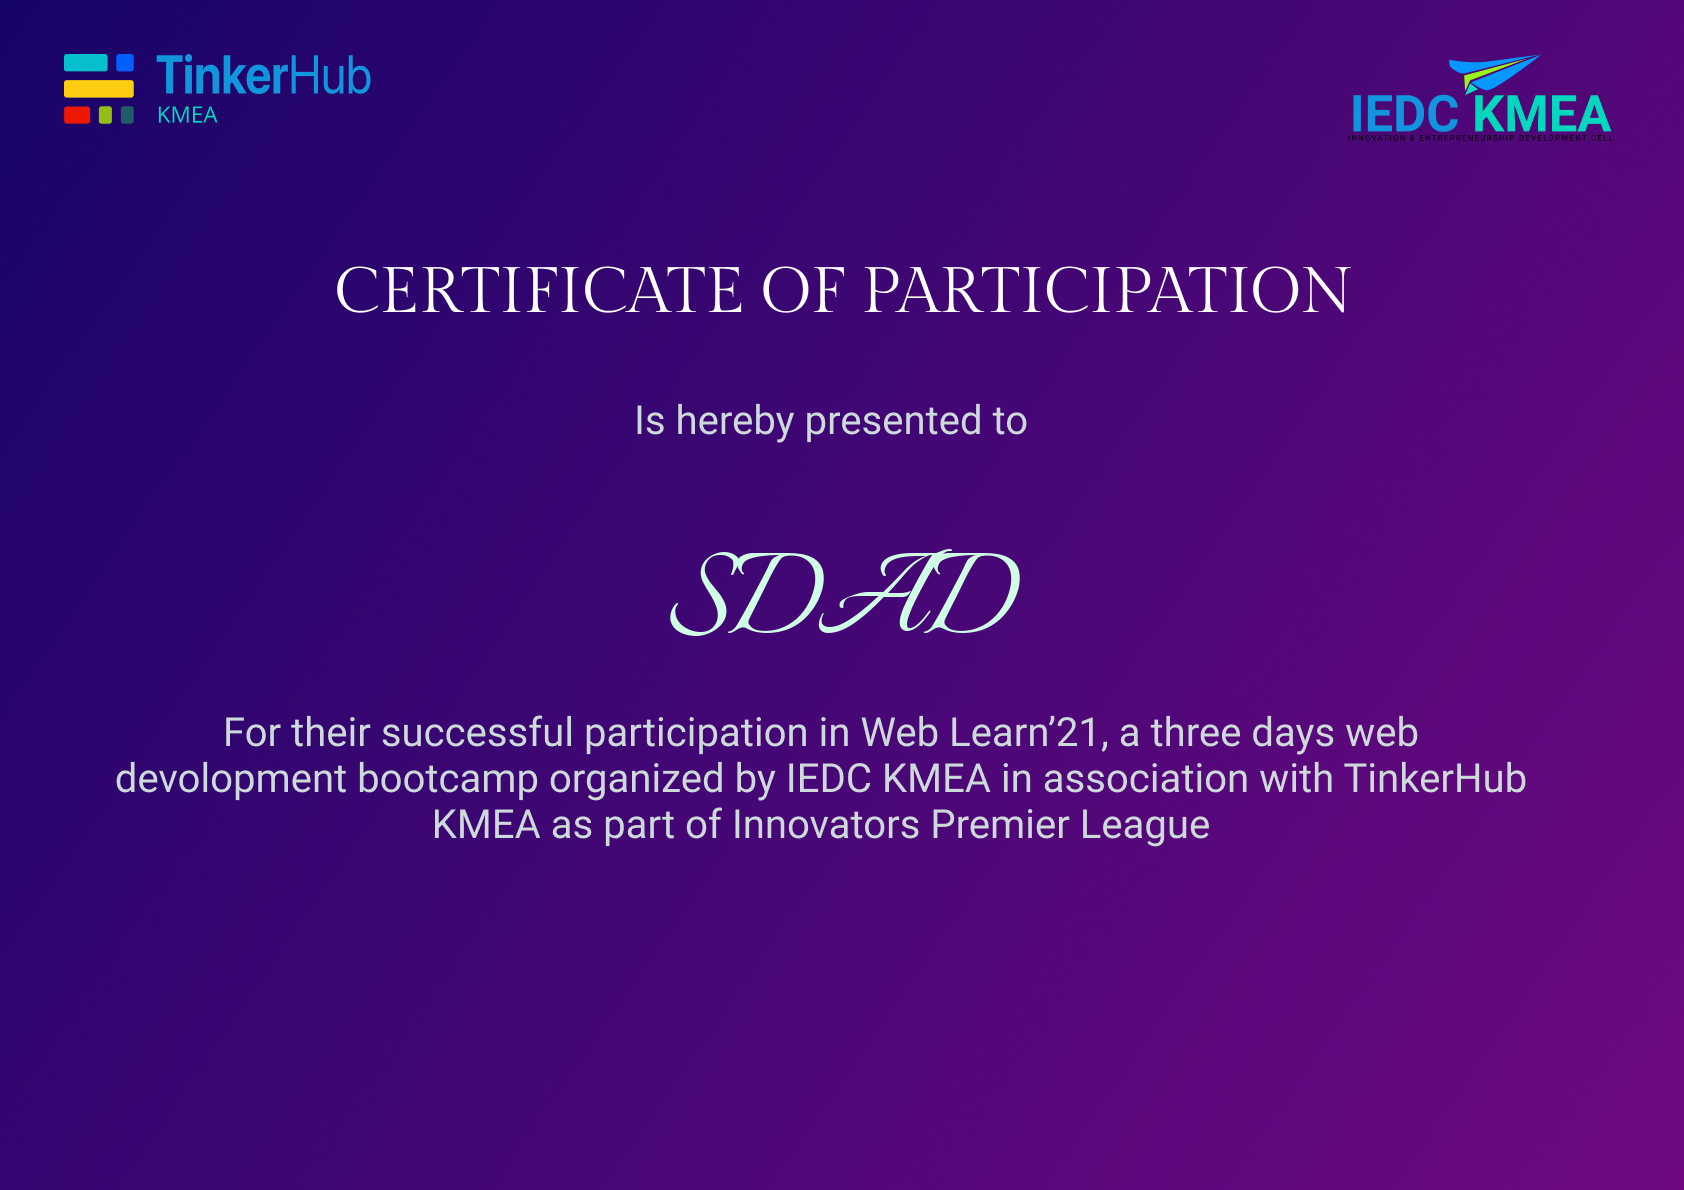 TinkerHub
KMEA
IEDC KMEA
INNOVATION & ENTREPRENEURSHIP DEVELOPMENT CELL
CERTIFICATE OF PARTICIPATION
Is hereby presented to
SDAD
For their successful participation in Web Learn’21, a three days web
devolopment bootcamp organized by IEDC KMEA in association with TinkerHub
KMEA as part of Innovators Premier League